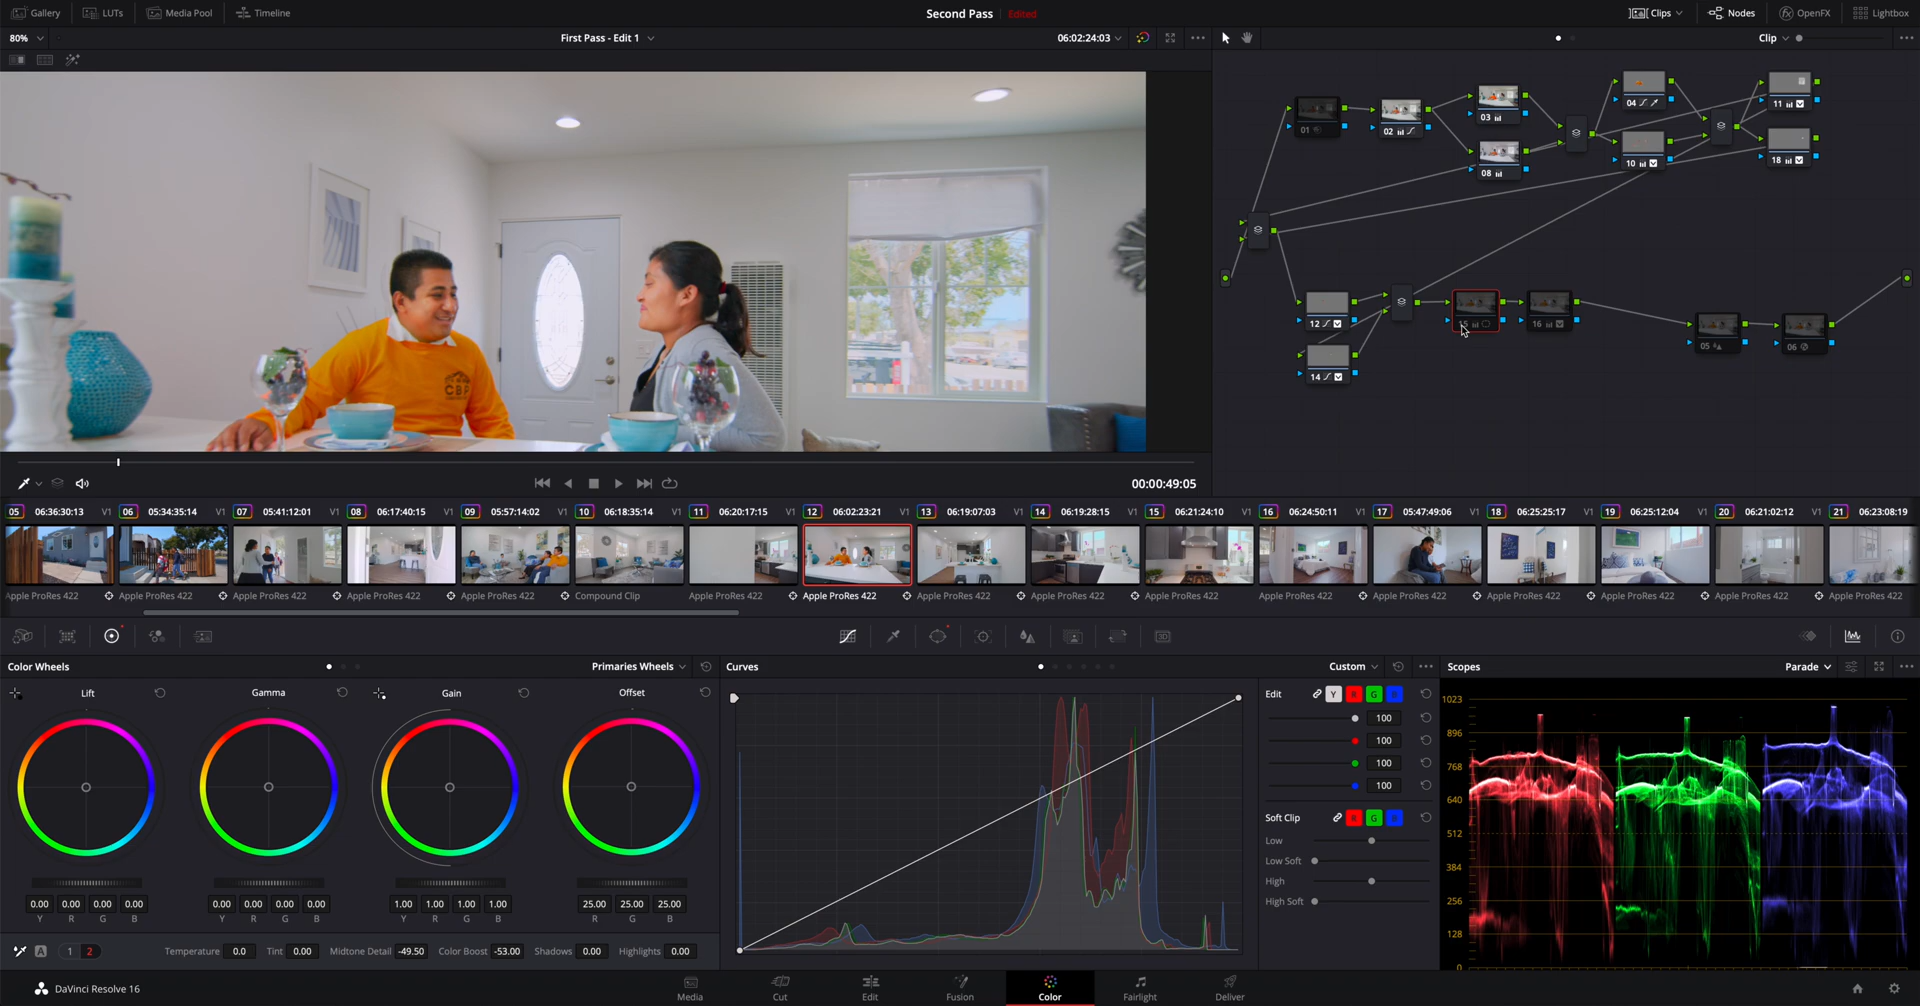 Gallery LUTs Media Pool Timeline Second Pass Edited Clips Nodes OpenFX Lightbox
80% First Pass - Edit 1 06:02:24:03 Clip
01 02 03 08 04 10 11 18
12 14 15 16 05 06
CBP
00:00:49:05
05 06:36:30:13 V1 06 05:34:35:14 V1 07 05:41:12:01 V1 08 06:17:40:15 V1 09 05:57:14:02 V1 10 06:18:35:14 V1 11 06:20:17:15 V1 12 06:02:23:21 V1 13 06:19:07:03 V1 14 06:19:28:15 V1 15 06:21:24:10 V1 16 06:24:50:11 V1 17 05:47:49:06 V1 18 06:25:25:17 V1 19 06:25:12:04 V1 20 06:21:02:12 V1 21 06:23:08:19
Apple ProRes 422 Apple ProRes 422 Apple ProRes 422 Apple ProRes 422 Apple ProRes 422 Compound Clip Apple ProRes 422 Apple ProRes 422 Apple ProRes 422 Apple ProRes 422 Apple ProRes 422 Apple ProRes 422 Apple ProRes 422 Apple ProRes 422 Apple ProRes 422 Apple ProRes 422 Apple ProRes 422
3D
Color Wheels Primaries Wheels Curves Custom Scopes Parade
Lift Gamma Gain Offset
Edit Y R G B
100
100
100
100
Soft Clip R G B
Low
Low Soft
High
High Soft
1023
896
768
640
512
384
256
128
0
0.00 0.00 0.00 0.00 0.00 0.00 0.00 0.00 1.00 1.00 1.00 1.00 25.00 25.00 25.00
Y R G B Y R G B Y R G B R G B
A 1 2 Temperature 0.0 Tint 0.00 Midtone Detail -49.50 Color Boost -53.00 Shadows 0.00 Highlights 0.00
DaVinci Resolve 16 Media Cut Edit Fusion Color Fairlight Deliver